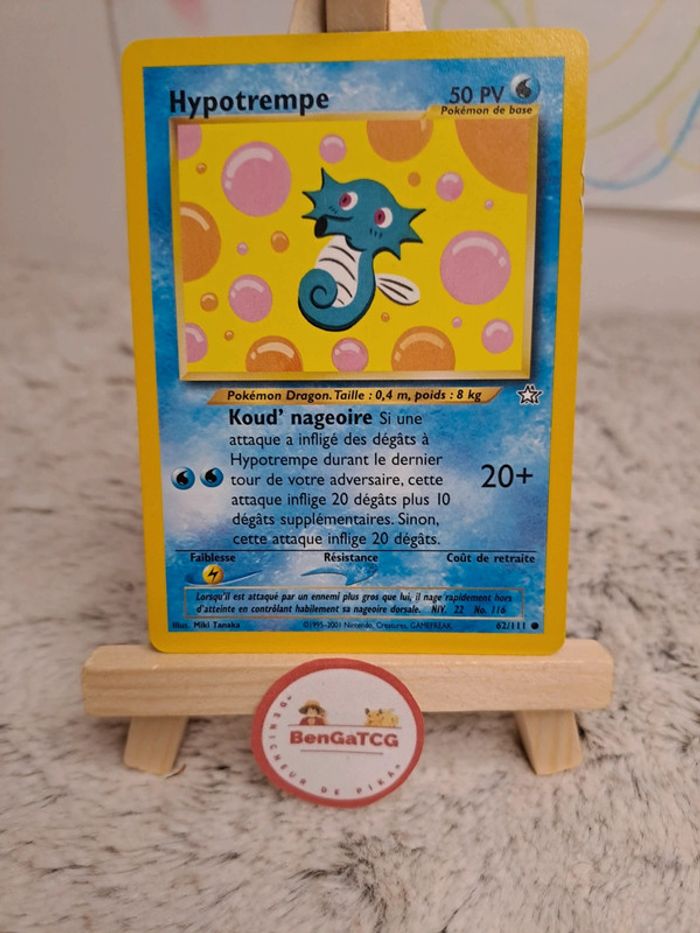 Hypotrempe
50 PV
Pokémon de base
Pokémon Dragon. Taille : 0,4 m, poids : 8 kg
Koud' nageoire Si une
attaque a infligé des dégâts à
Hypotrempe durant le dernier
tour de votre adversaire, cette
attaque inflige 20 dégâts plus 10
dégâts supplémentaires. Sinon,
cette attaque inflige 20 dégâts.
20+
Faiblesse Résistance Coût de retraite
Lorsqu'il est attaqué par un ennemi plus gros que lui, il nage rapidement hors
d'atteinte en contrôlant habilement sa nageoire dorsale. NIV. 22 No. 116
Illus. Miki Tanaka ©1995-2001 Nintendo, Creatures, GAMEFREAK. 62/111
BenGaTCG
DENICHEUR DE PIKA